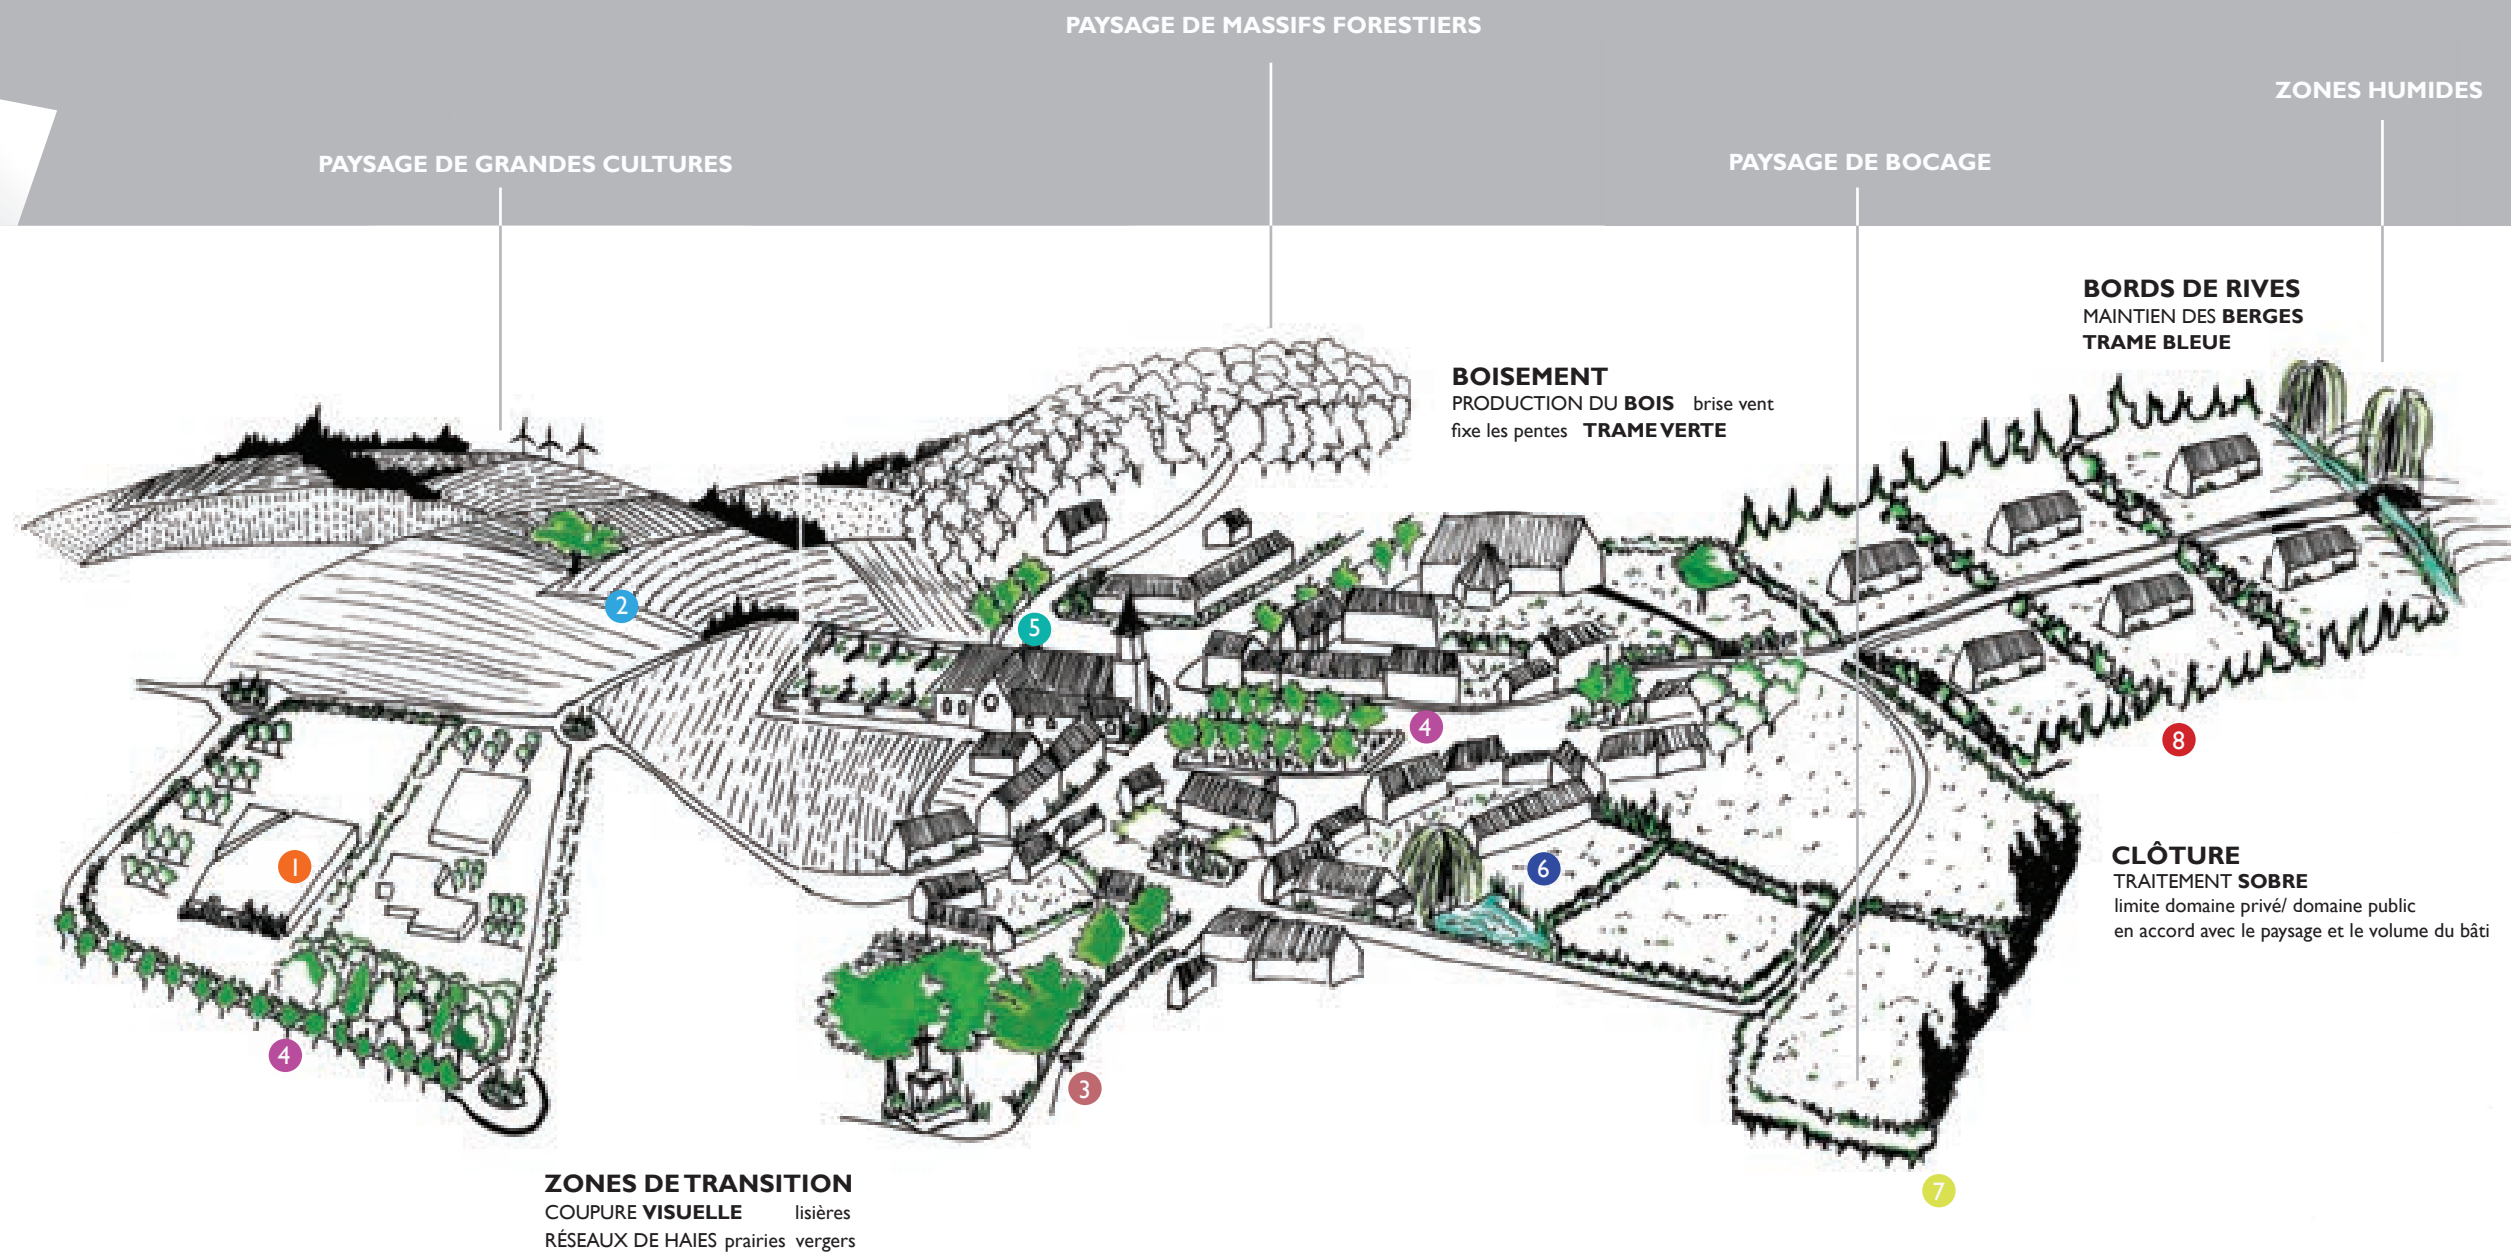 PAYSAGE DE MASSIFS FORESTIERS
ZONES HUMIDES
PAYSAGE DE GRANDES CULTURES
PAYSAGE DE BOCAGE
BORDS DE RIVES
MAINTIEN DES BERGES
TRAME BLEUE
BOISEMENT
PRODUCTION DU BOIS brise vent
fixe les pentes TRAME VERTE
2
5
4
8
1
6
CLÔTURE
TRAITEMENT SOBRE
limite domaine privé/ domaine public
en accord avec le paysage et le volume du bâti
4
3
7
ZONES DE TRANSITION
COUPURE VISUELLE lisières
RÉSEAUX DE HAIES prairies vergers